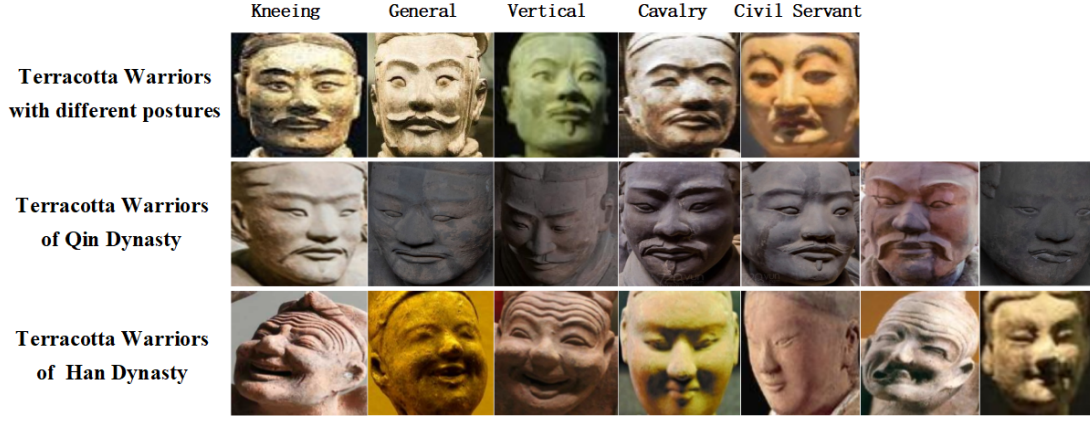 Kneeing General Vertical Cavalry Civil Servant
Terracotta Warriors
with different postures
Terracotta Warriors
of Qin Dynasty
Terracotta Warriors
of Han Dynasty